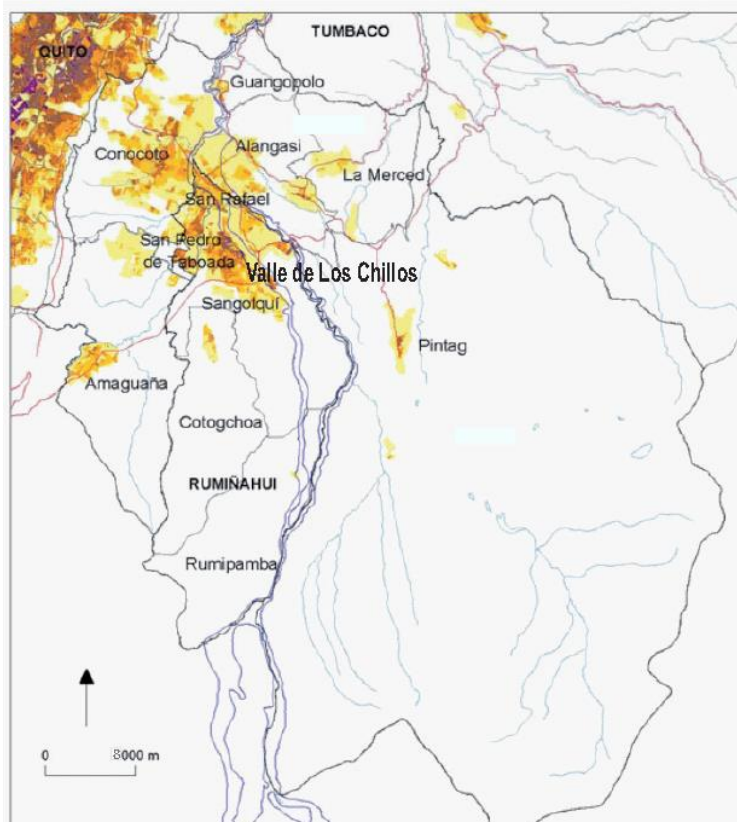 TUMBACO
QUITO
Guangopolo
Alangasi
Conocoto
La Merced
San Rafael
San Pedro
de Taboada
Valle de Los Chillos
Sangolquí
Pintag
Amaguaña
Cotogchoa
RUMIÑAHUI
Rumipamba
0 8000 m